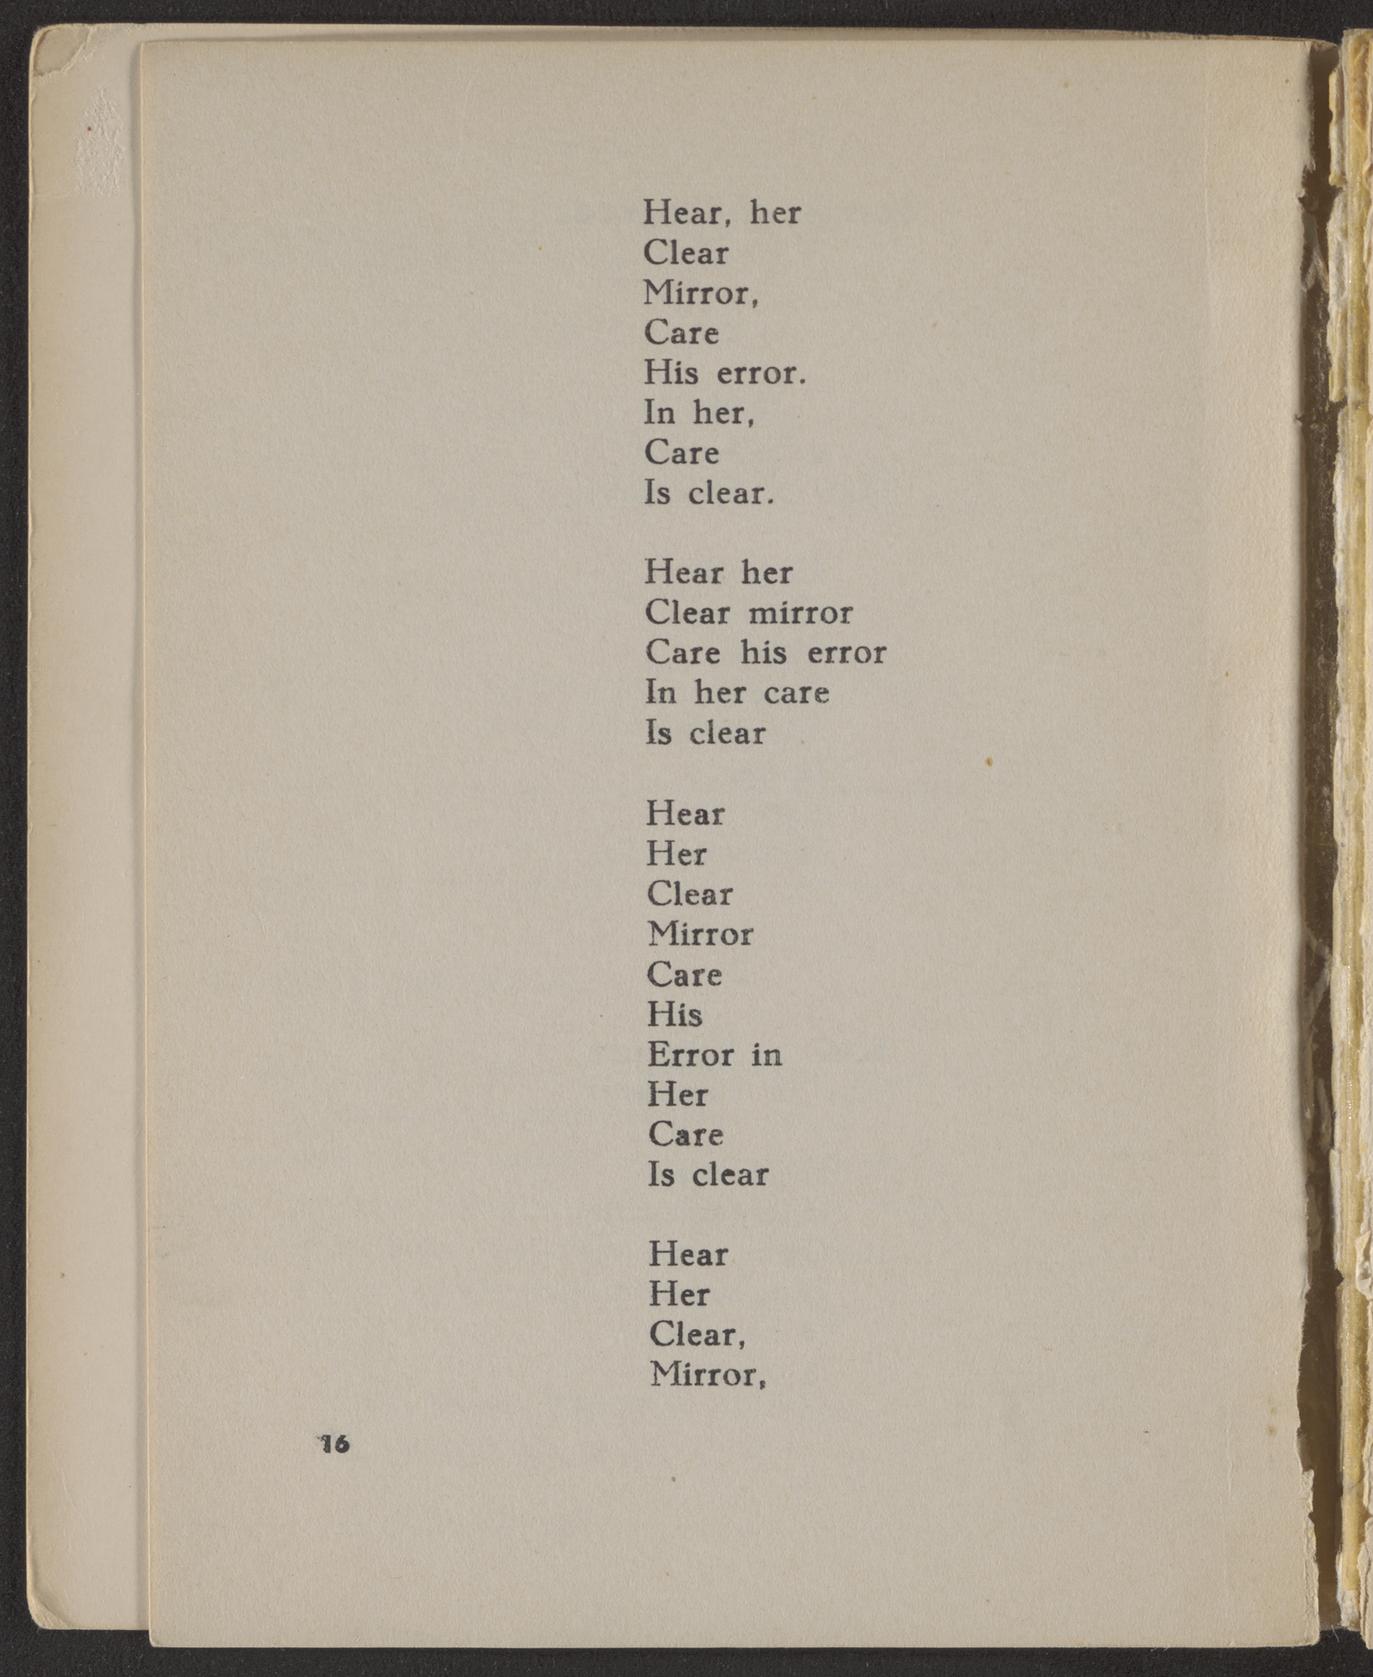 Hear, her
Clear
Mirror,
Care
His error.
In her,
Care
Is clear.

Hear her
Clear mirror
Care his error
In her care
Is clear

Hear
Her
Clear
Mirror
Care
His
Error in
Her
Care
Is clear

Hear
Her
Clear,
Mirror,

16